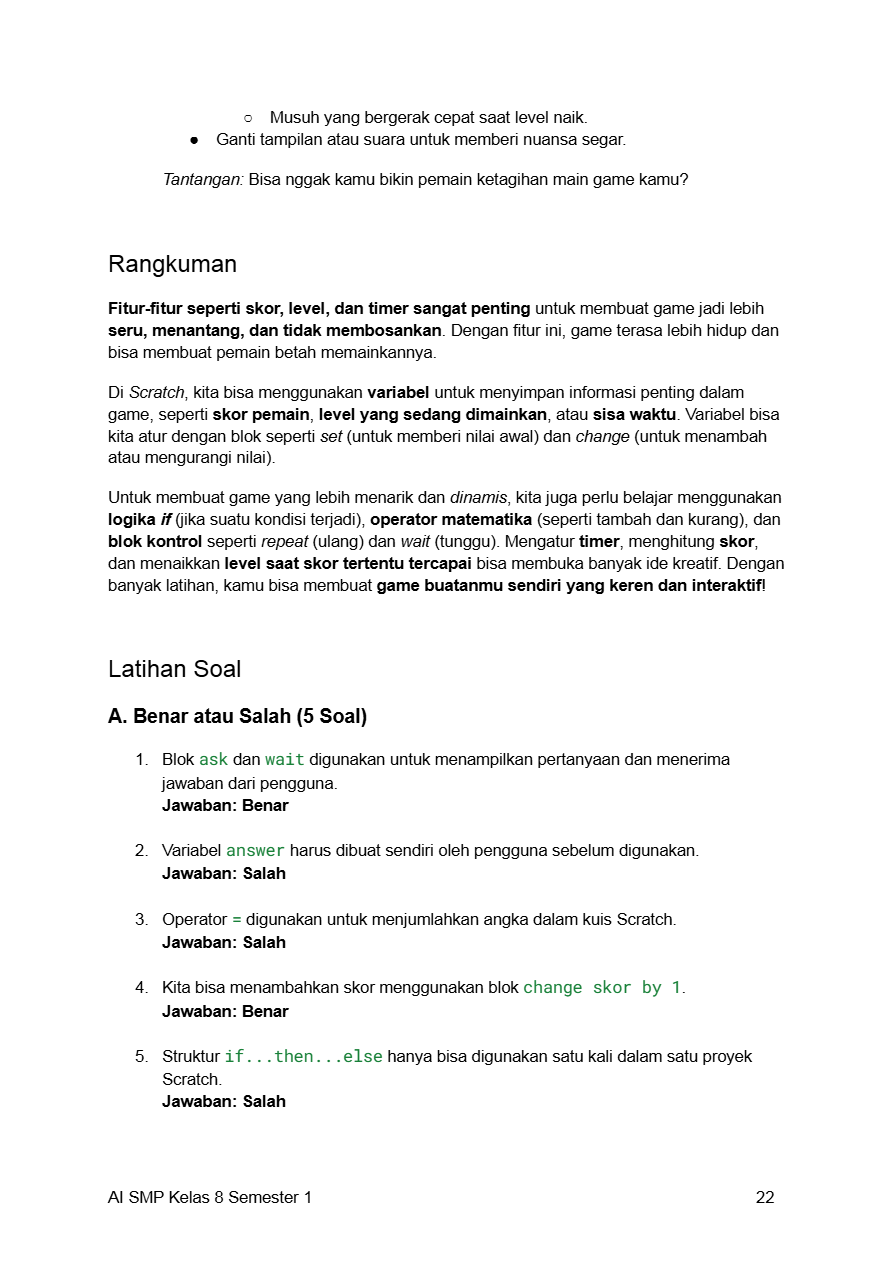 ○ Musuh yang bergerak cepat saat level naik.
● Ganti tampilan atau suara untuk memberi nuansa segar.
Tantangan: Bisa nggak kamu bikin pemain ketagihan main game kamu?
Rangkuman
Fitur-fitur seperti skor, level, dan timer sangat penting untuk membuat game jadi lebih
seru, menantang, dan tidak membosankan. Dengan fitur ini, game terasa lebih hidup dan
bisa membuat pemain betah memainkannya.
Di Scratch, kita bisa menggunakan variabel untuk menyimpan informasi penting dalam
game, seperti skor pemain, level yang sedang dimainkan, atau sisa waktu. Variabel bisa
kita atur dengan blok seperti set (untuk memberi nilai awal) dan change (untuk menambah
atau mengurangi nilai).
Untuk membuat game yang lebih menarik dan dinamis, kita juga perlu belajar menggunakan
logika if (jika suatu kondisi terjadi), operator matematika (seperti tambah dan kurang), dan
blok kontrol seperti repeat (ulang) dan wait (tunggu). Mengatur timer, menghitung skor,
dan menaikkan level saat skor tertentu tercapai bisa membuka banyak ide kreatif. Dengan
banyak latihan, kamu bisa membuat game buatanmu sendiri yang keren dan interaktif!
Latihan Soal
A. Benar atau Salah (5 Soal)
1. Blok ask dan wait digunakan untuk menampilkan pertanyaan dan menerima
jawaban dari pengguna.
Jawaban: Benar
2. Variabel answer harus dibuat sendiri oleh pengguna sebelum digunakan.
Jawaban: Salah
3. Operator = digunakan untuk menjumlahkan angka dalam kuis Scratch.
Jawaban: Salah
4. Kita bisa menambahkan skor menggunakan blok change skor by 1.
Jawaban: Benar
5. Struktur if...then...else hanya bisa digunakan satu kali dalam satu proyek
Scratch.
Jawaban: Salah
AI SMP Kelas 8 Semester 1 22